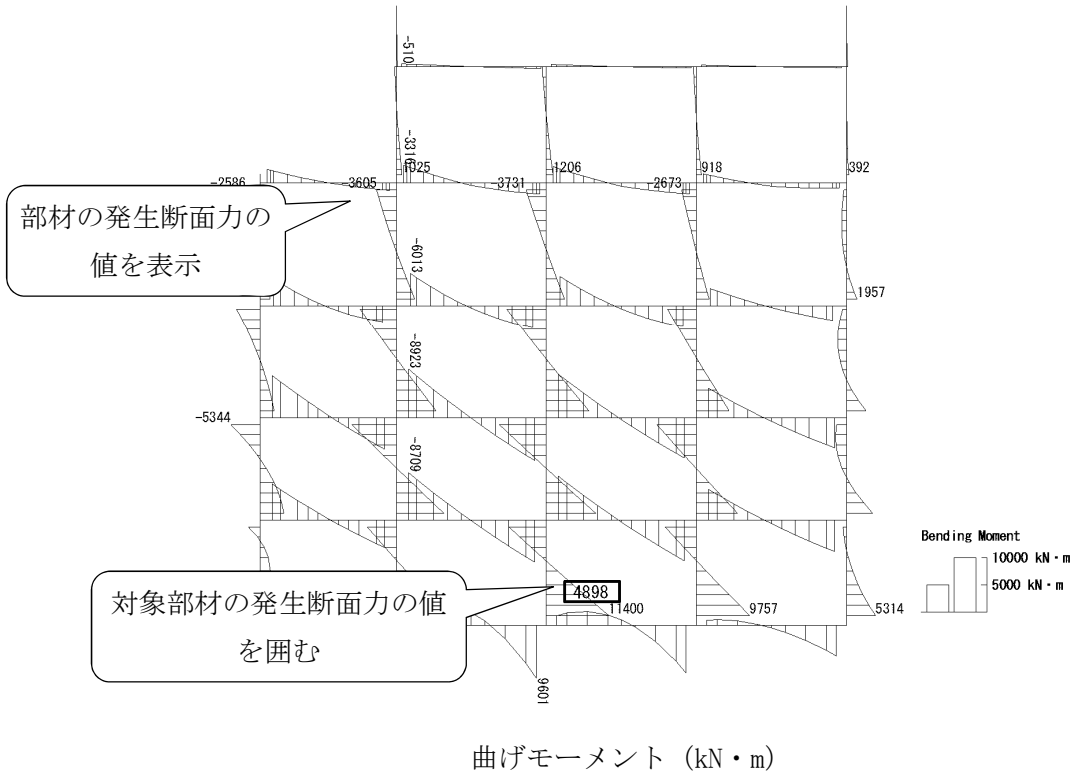 -510
-3316
1025
1206
918
392
-2586
-3605
-3731
-2673
部材の発生断面力の
値を表示
-6013
1957
-8923
-5344
-8709
Bending Moment
10000 kN・m
5000 kN・m
対象部材の発生断面力の値
を囲む
4898
11400
9757
5314
9601
曲げモーメント (kN・m)